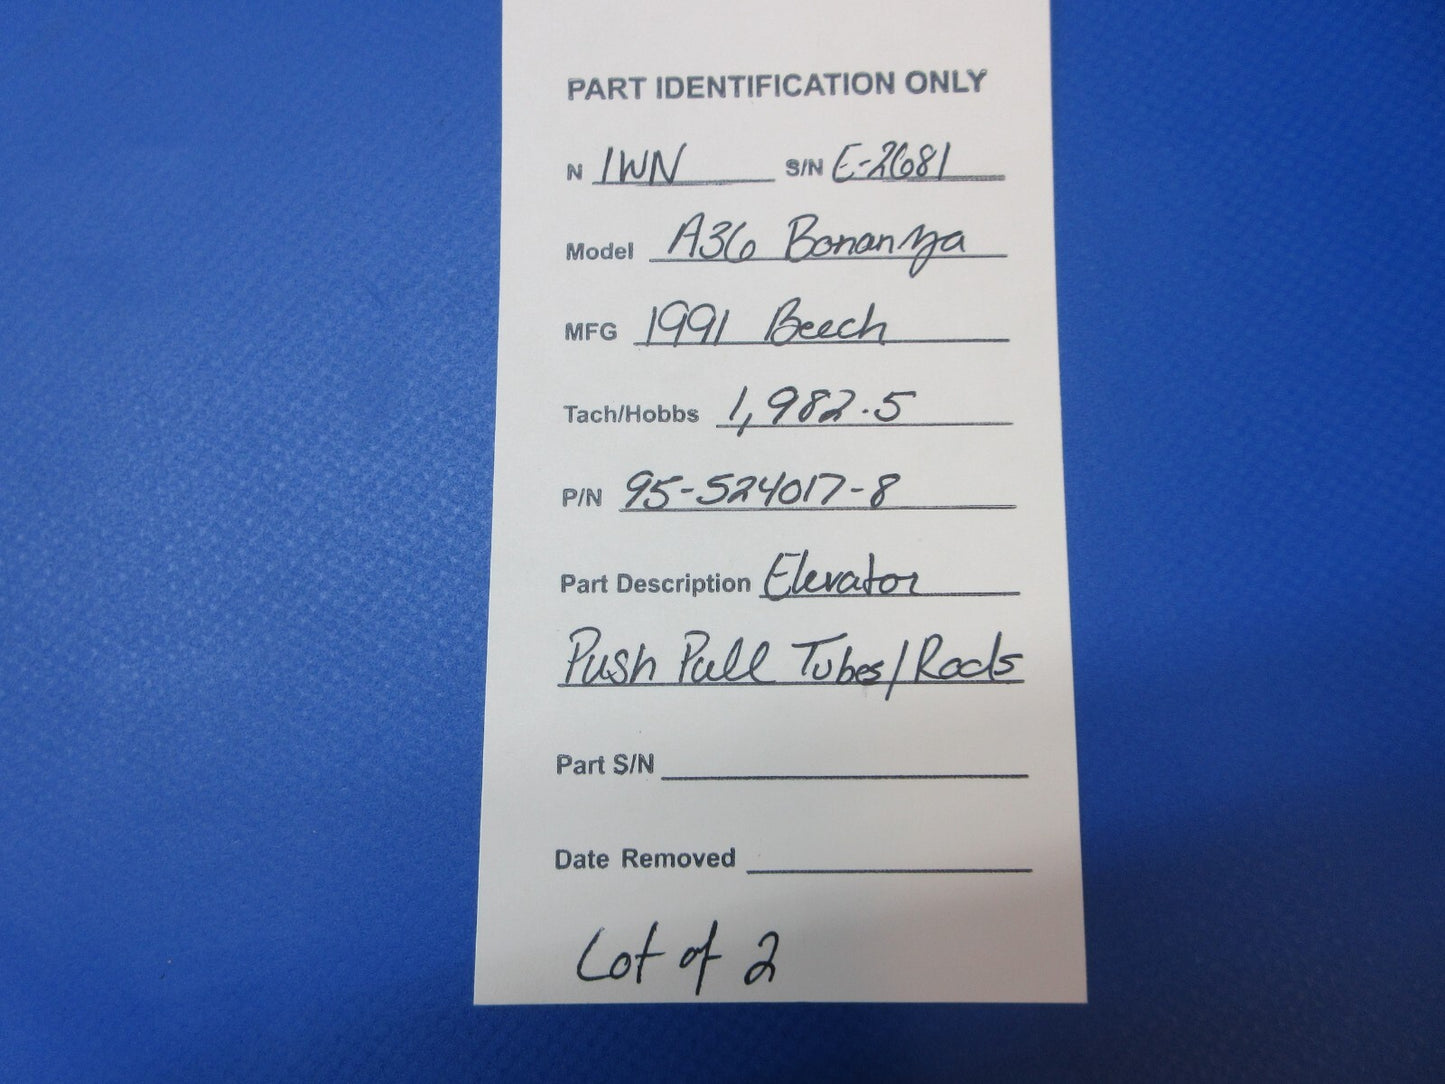 PART IDENTIFICATION ONLY
N 1WN S/N E-2681
Model A36 Bonanza
MFG 1991 Beech
Tach/Hobbs 1,982.5
P/N 95-524017-8
Part Description Elevator
Push Pull Tubes/Rods
Part S/N
Date Removed
Lot of 2